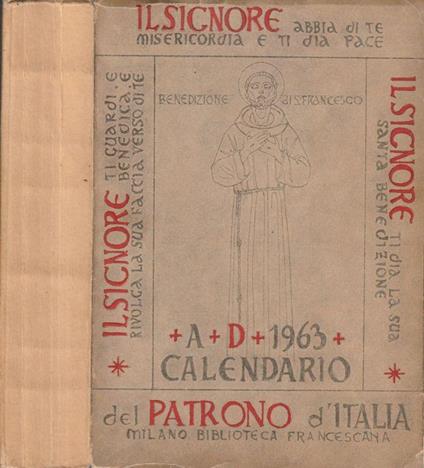 IL SIGNORE ABBIA DI TE
MISERICORDIA E TI DIA PACE
IL SIGNORE TI GUARDI · E
BENEDICA · E
RIVOLGA LA SUA FACCIA VERSO DI TE
BENEDIZIONE di S. FRANCESCO
IL SIGNORE TI DIA LA SUA
SANTA BENEDIZIONE
+ A + D + 1963 +
CALENDARIO
del PATRONO d'ITALIA
MILANO BIBLIOTECA FRANCESCANA